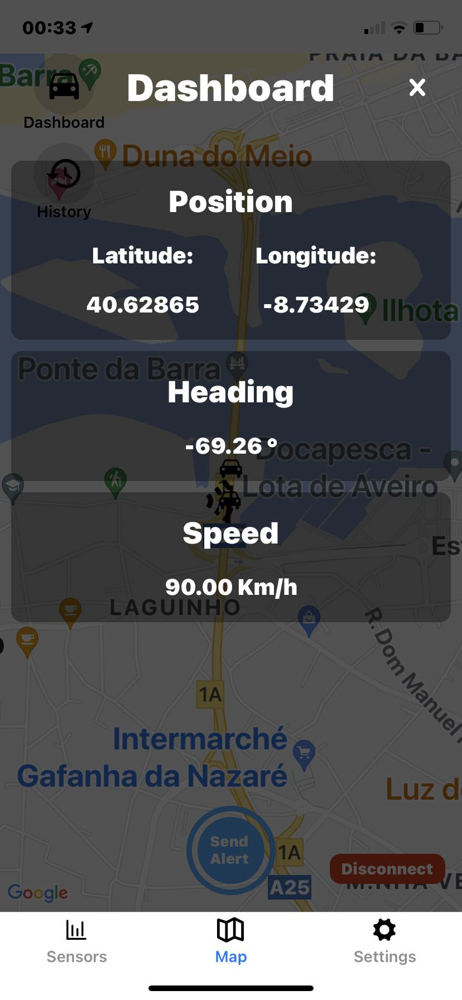 00:33
PRAIA DA BA
Barra
Dashboard
Dashboard
Duna do Meio
History
Position
Latitude:
Longitude:
40.62865
-8.73429
Ilhota
Ponte da Barra
Heading
-69.26 º
Docapesca -
Lota de Aveiro
Speed
Es
90.00 Km/h
LAGUINHO
R. Dom Manuel
1A
Intermarché
Gafanha da Nazaré
Luz d
Send
Alert
1A
Disconnect
A25
Google
Sensors
Map
Settings